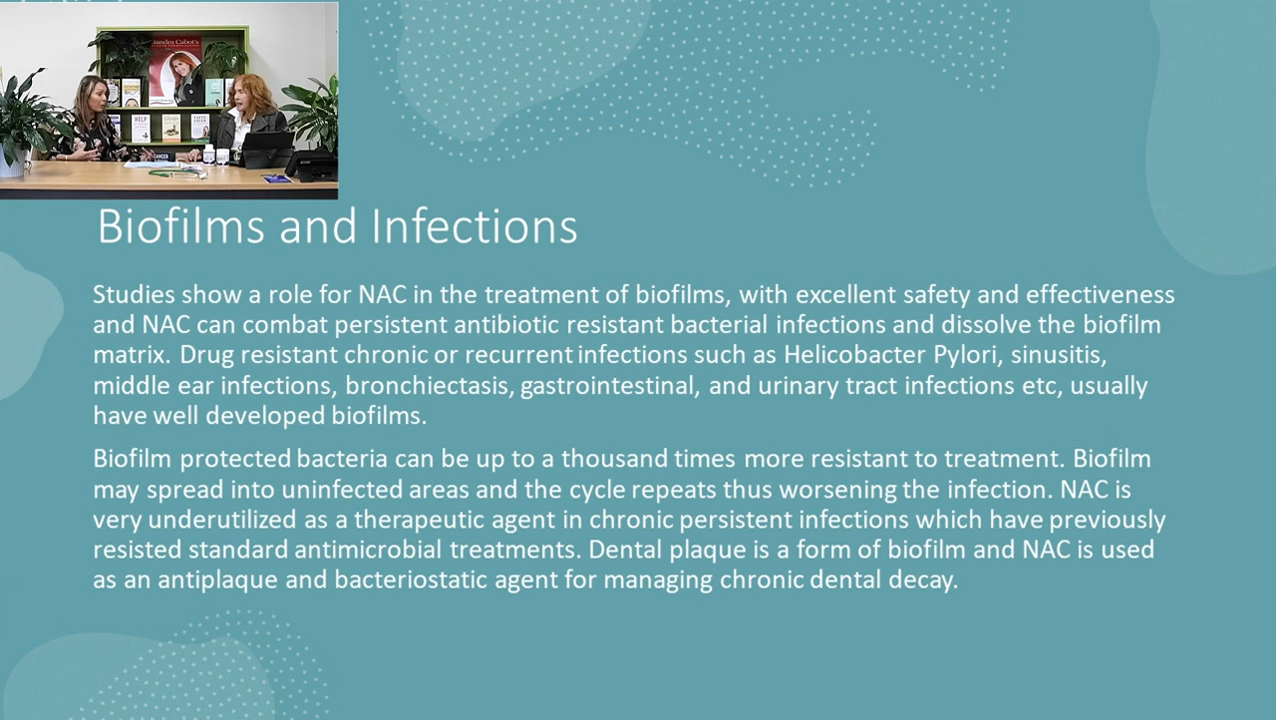 Sandra Cabot's
HELP
CANCER
Biofilms and Infections
Studies show a role for NAC in the treatment of biofilms, with excellent safety and effectiveness
and NAC can combat persistent antibiotic resistant bacterial infections and dissolve the biofilm
matrix. Drug resistant chronic or recurrent infections such as Helicobacter Pylori, sinusitis,
middle ear infections, bronchiectasis, gastrointestinal, and urinary tract infections etc, usually
have well developed biofilms.
Biofilm protected bacteria can be up to a thousand times more resistant to treatment. Biofilm
may spread into uninfected areas and the cycle repeats thus worsening the infection. NAC is
very underutilized as a therapeutic agent in chronic persistent infections which have previously
resisted standard antimicrobial treatments. Dental plaque is a form of biofilm and NAC is used
as an antiplaque and bacteriostatic agent for managing chronic dental decay.